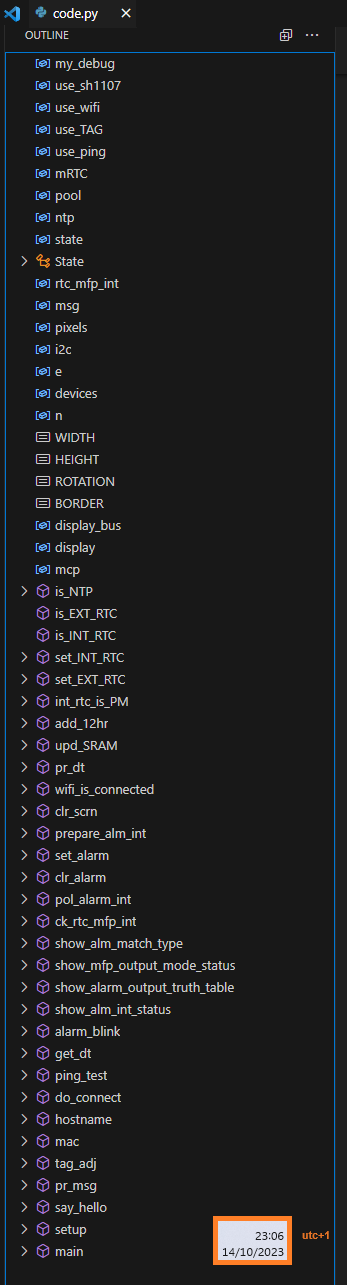 code.py
OUTLINE
my_debug
use_sh1107
use_wifi
use_TAG
use_ping
mRTC
pool
ntp
state
State
rtc_mfp_int
msg
pixels
i2c
e
devices
n
WIDTH
HEIGHT
ROTATION
BORDER
display_bus
display
mcp
is_NTP
is_EXT_RTC
is_INT_RTC
set_INT_RTC
set_EXT_RTC
int_rtc_is_PM
add_12hr
upd_SRAM
pr_dt
wifi_is_connected
clr_scrn
prepare_alm_int
set_alarm
clr_alarm
pol_alarm_int
ck_rtc_mfp_int
show_alm_match_type
show_mfp_output_mode_status
show_alarm_output_truth_table
show_alm_int_status
alarm_blink
get_dt
ping_test
do_connect
hostname
mac
tag_adj
pr_msg
say_hello
setup
main
23:06 utc+1
14/10/2023